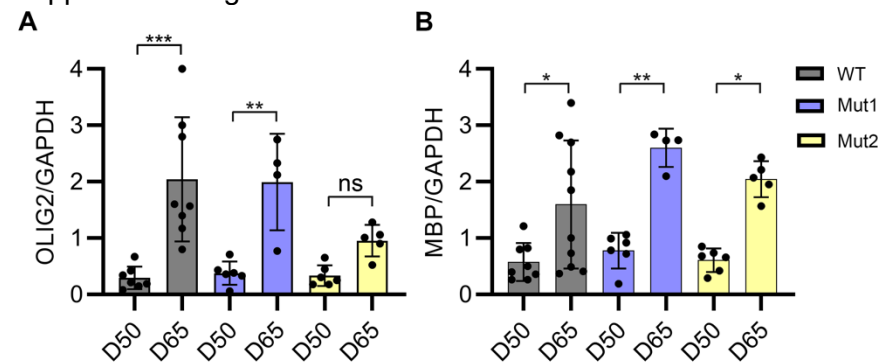 A
B
***
**
ns
*
**
*
WT
Mut1
Mut2
OLIG2/GAPDH
4
3
2
1
0
D50
D65
D50
D65
D50
D65
MBP/GAPDH
4
3
2
1
0
D50
D65
D50
D65
D50
D65